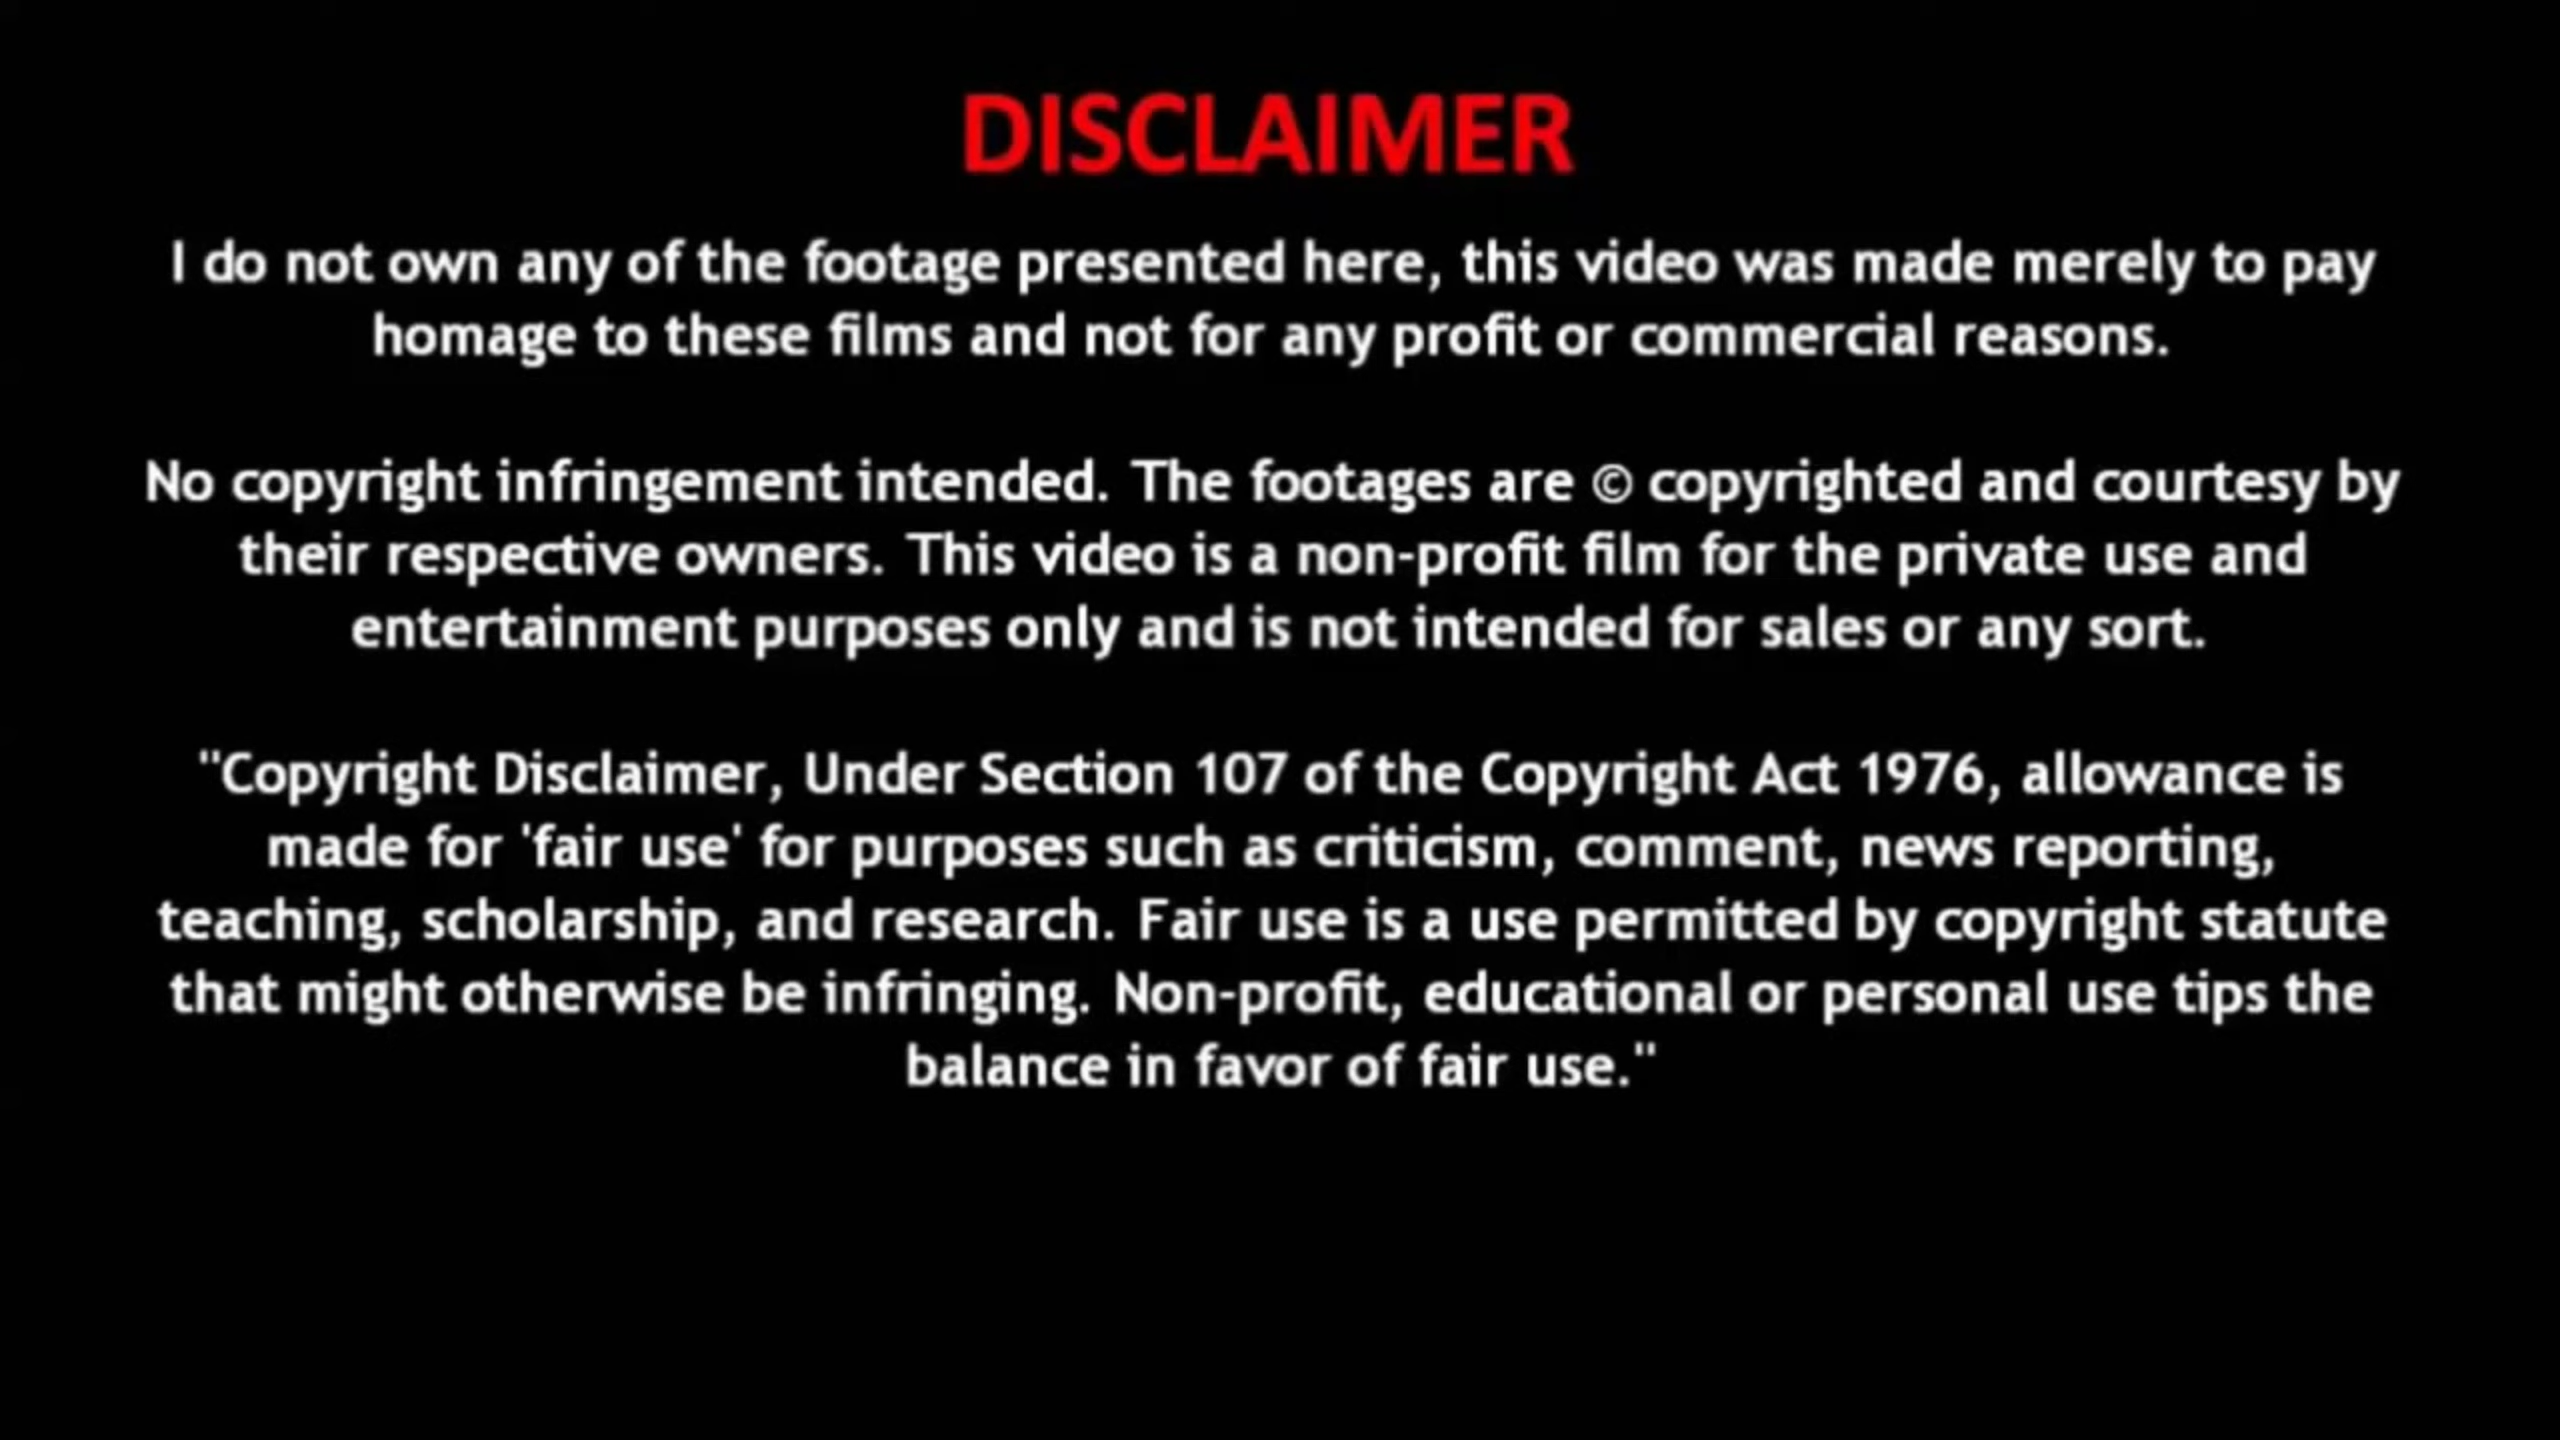 DISCLAIMER
I do not own any of the footage presented here, this video was made merely to pay
homage to these films and not for any profit or commercial reasons.
No copyright infringement intended. The footages are © copyrighted and courtesy by
their respective owners. This video is a non-profit film for the private use and
entertainment purposes only and is not intended for sales or any sort.
"Copyright Disclaimer, Under Section 107 of the Copyright Act 1976, allowance is
made for 'fair use' for purposes such as criticism, comment, news reporting,
teaching, scholarship, and research. Fair use is a use permitted by copyright statute
that might otherwise be infringing. Non-profit, educational or personal use tips the
balance in favor of fair use."